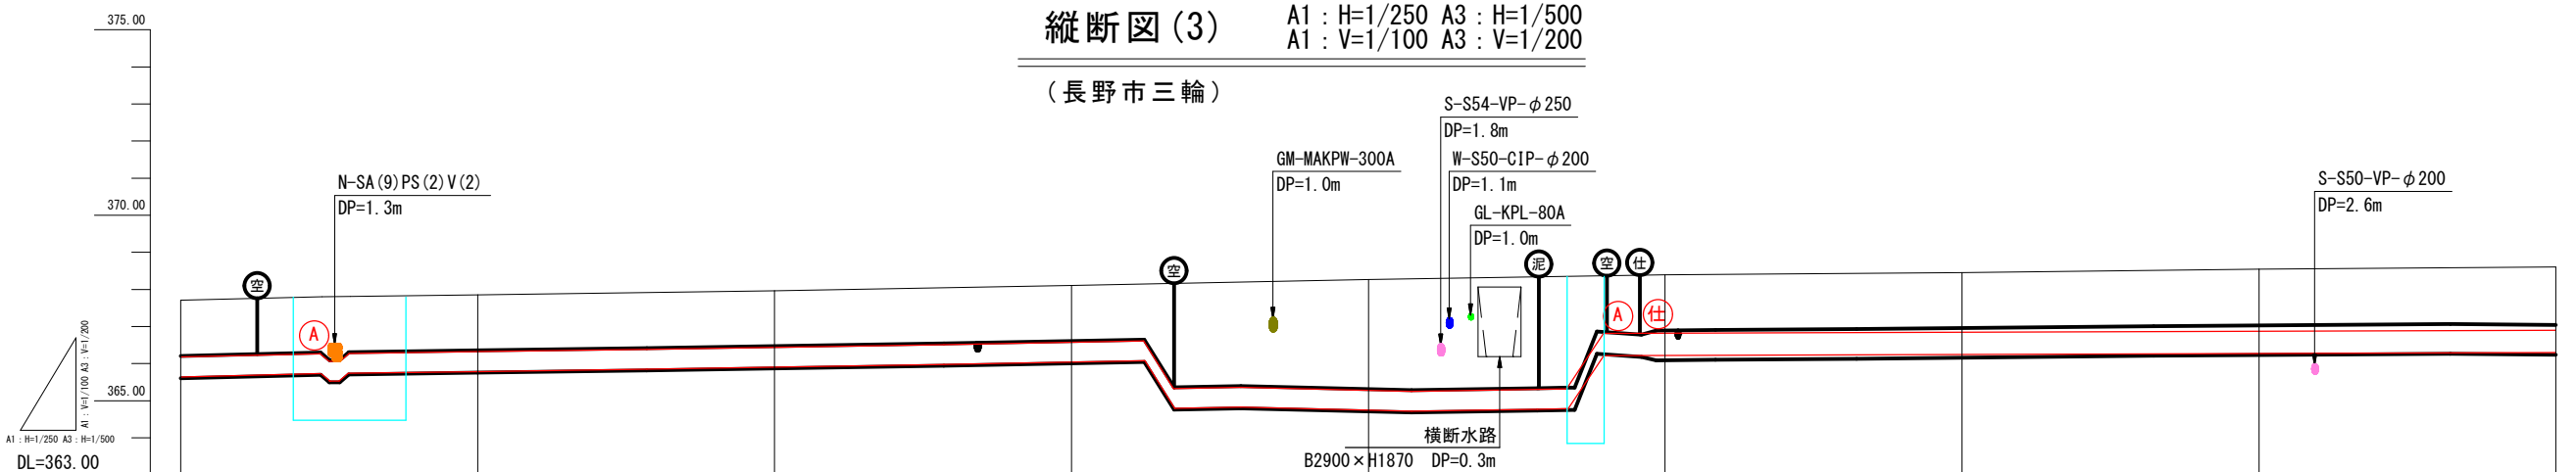 縦断図(3)
A1 : H=1/250 A3 : H=1/500
A1 : V=1/100 A3 : V=1/200
(長野市三輪)
375.00
370.00
365.00
DL=363.00
A1 : V=1/100 A3 : V=1/200
A1 : H=1/250 A3 : H=1/500
空
A
N-SA(9)PS(2)V(2)
DP=1.3m
空
GM-MAKPW-300A
DP=1.0m
S-S54-VP-φ250
DP=1.8m
W-S50-CIP-φ200
DP=1.1m
GL-KPL-80A
DP=1.0m
泥
空
仕
A
仕
横断水路
B2900×H1870 DP=0.3m
S-S50-VP-φ200
DP=2.6m